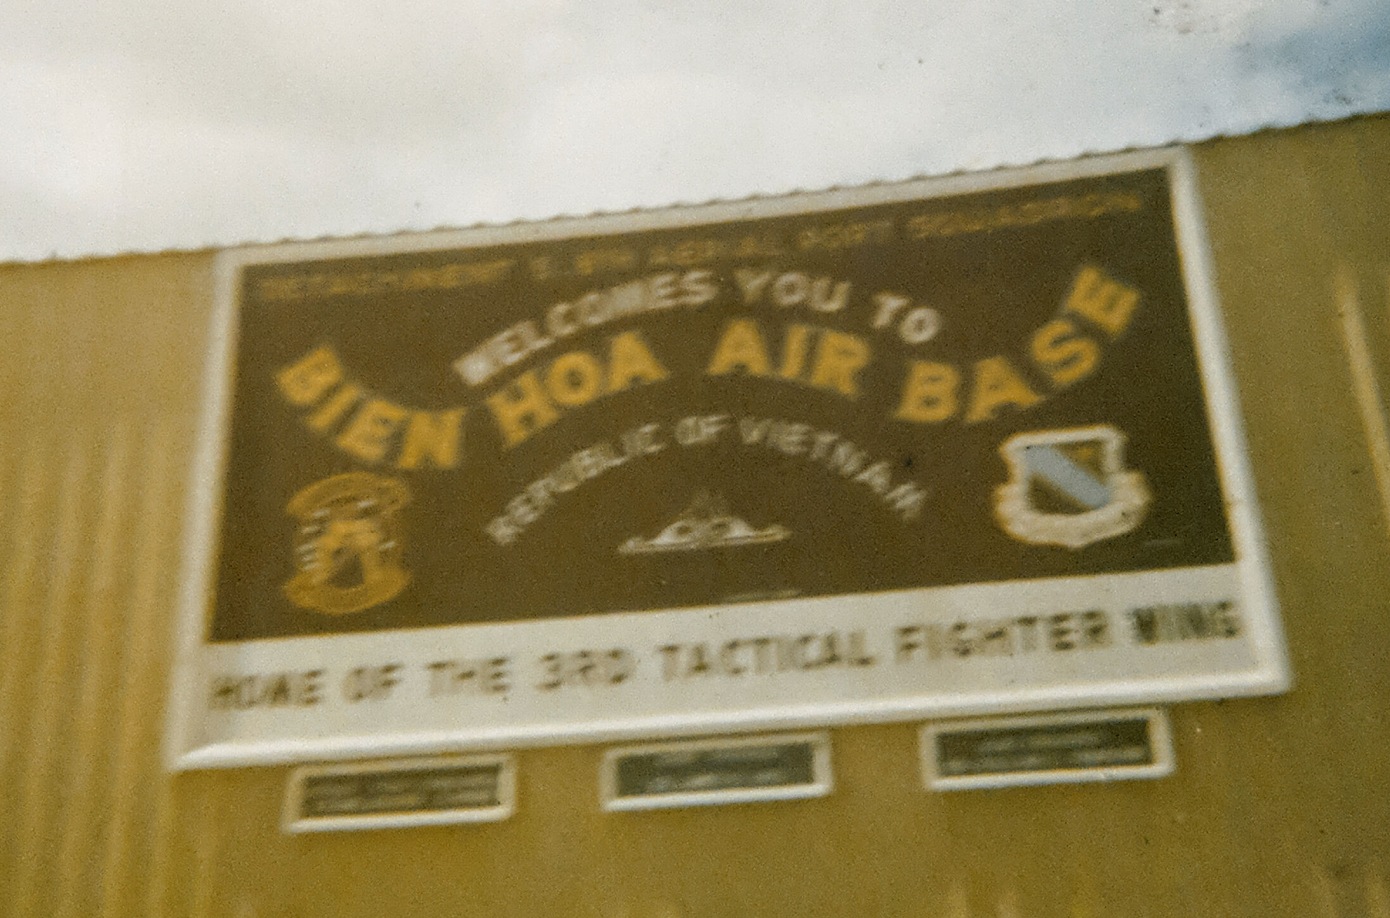 DETACHMENT 5, 8TH AERIAL PORT SQUADRON
WELCOMES YOU TO
BIEN HOA AIR BASE
REPUBLIC OF VIETNAM
HOME OF THE 3RD TACTICAL FIGHTER WING